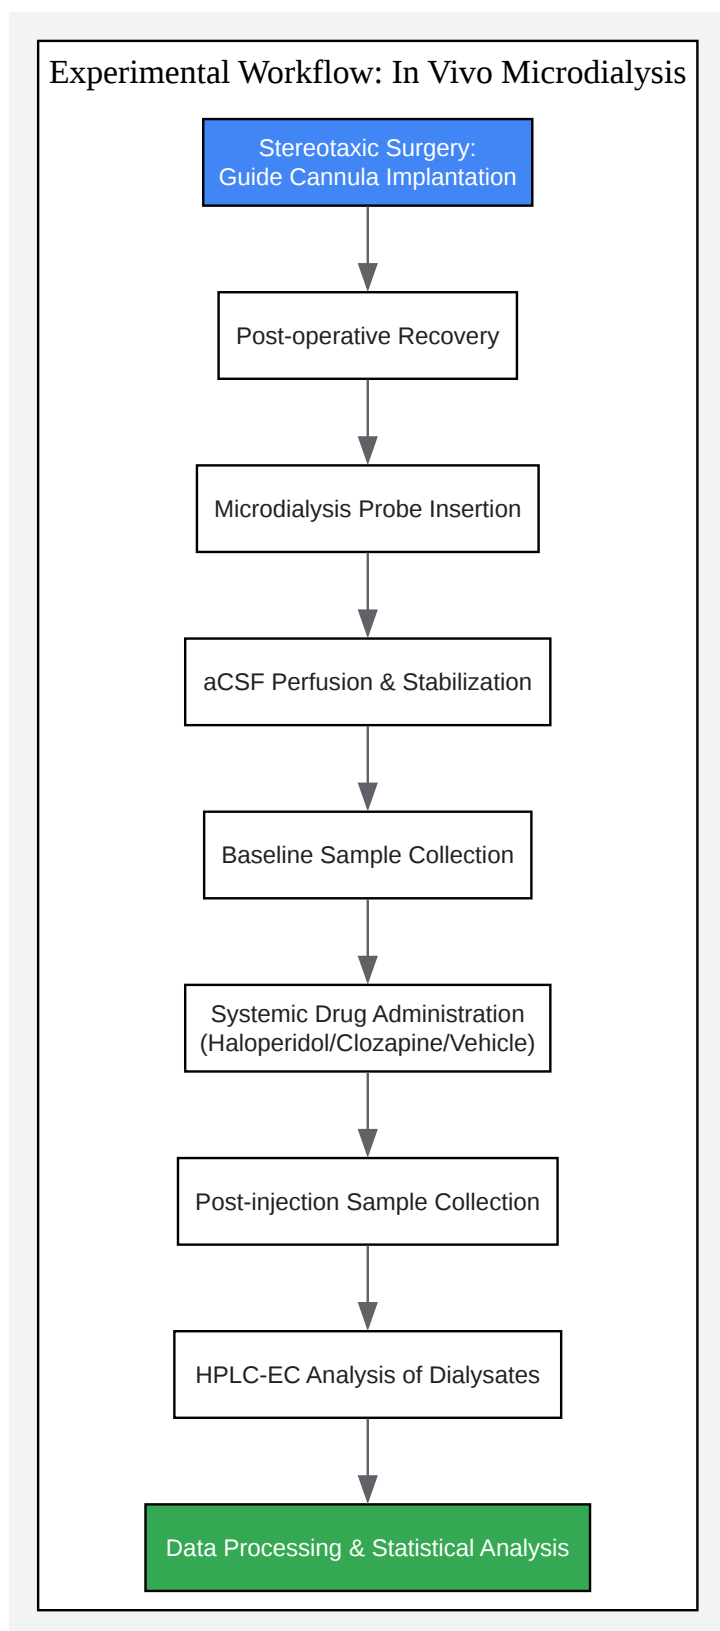 Experimental Workflow: In Vivo Microdialysis
Stereotaxic Surgery:
Guide Cannula Implantation
Post-operative Recovery
Microdialysis Probe Insertion
aCSF Perfusion & Stabilization
Baseline Sample Collection
Systemic Drug Administration
(Haloperidol/Clozapine/Vehicle)
Post-injection Sample Collection
HPLC-EC Analysis of Dialysates
Data Processing & Statistical Analysis